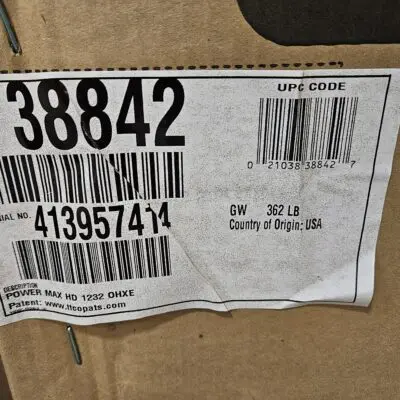 38842
UPC CODE
0 21038 38842 7
IAL NO. 413957414
GW 362 LB
Country of Origin: USA
DESCRIPTION
POWER MAX HD 1232 OHXE
Patent: www.ttcopats.com